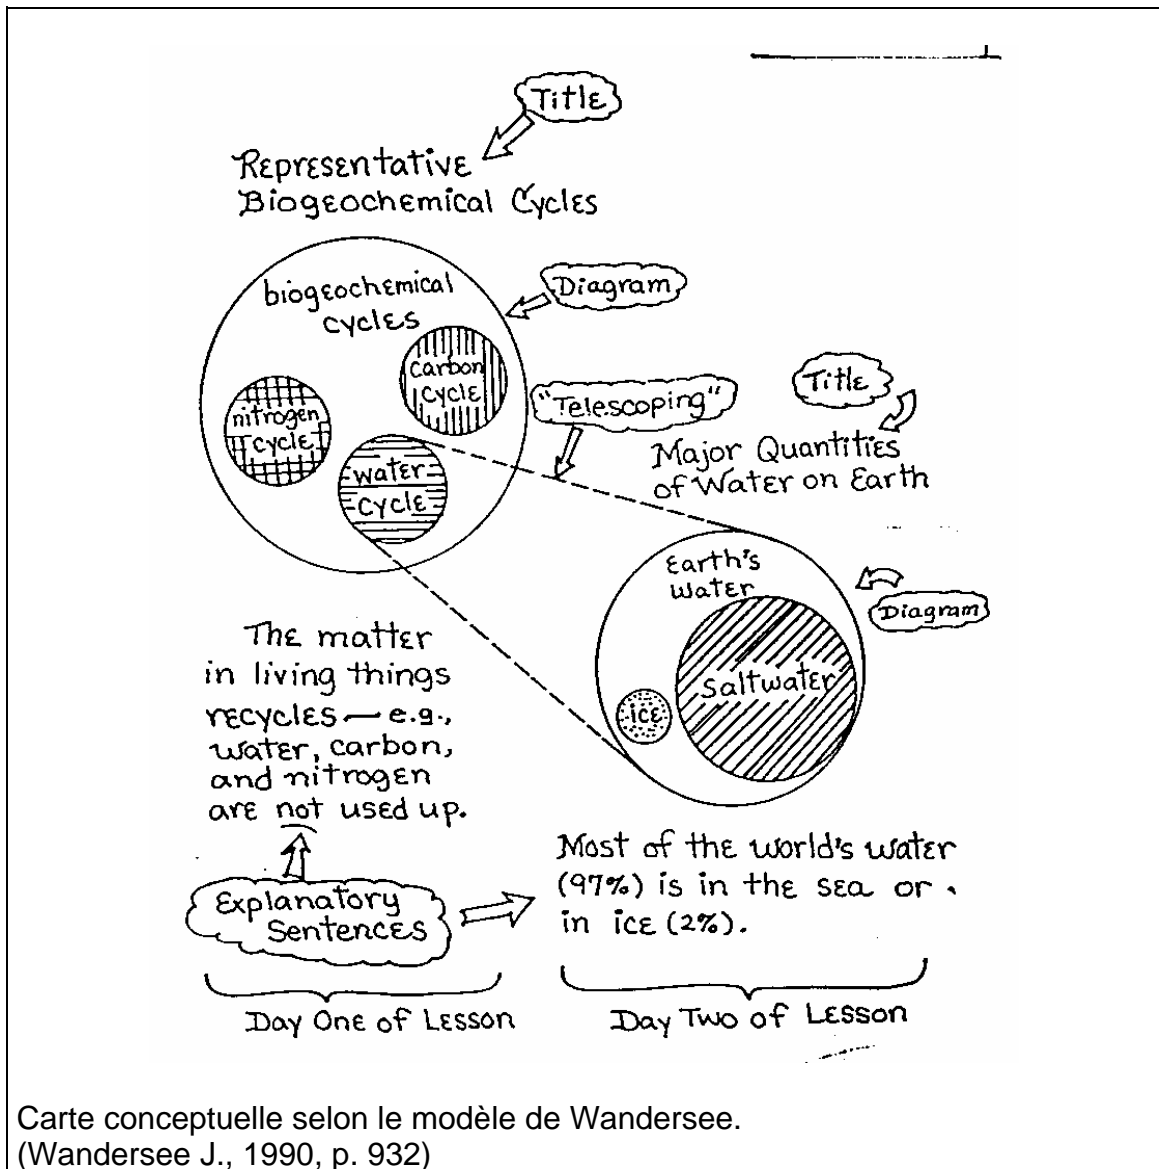 Title
Representative
Biogeochemical Cycles
biogeochemical
cycles
Diagram
carbon
cycle
nitrogen
cycle
water
cycle
"Telescoping"
Title
Major Quantities
of Water on Earth
Earth's
Water
Diagram
Saltwater
ice
The matter
in living things
recycles — e.g.,
water, carbon,
and nitrogen
are not used up.
Explanatory
Sentences
Most of the world's water
(97%) is in the sea or
in ice (2%).
Day One of Lesson
Day Two of Lesson
Carte conceptuelle selon le modèle de Wandersee.
(Wandersee J., 1990, p. 932)